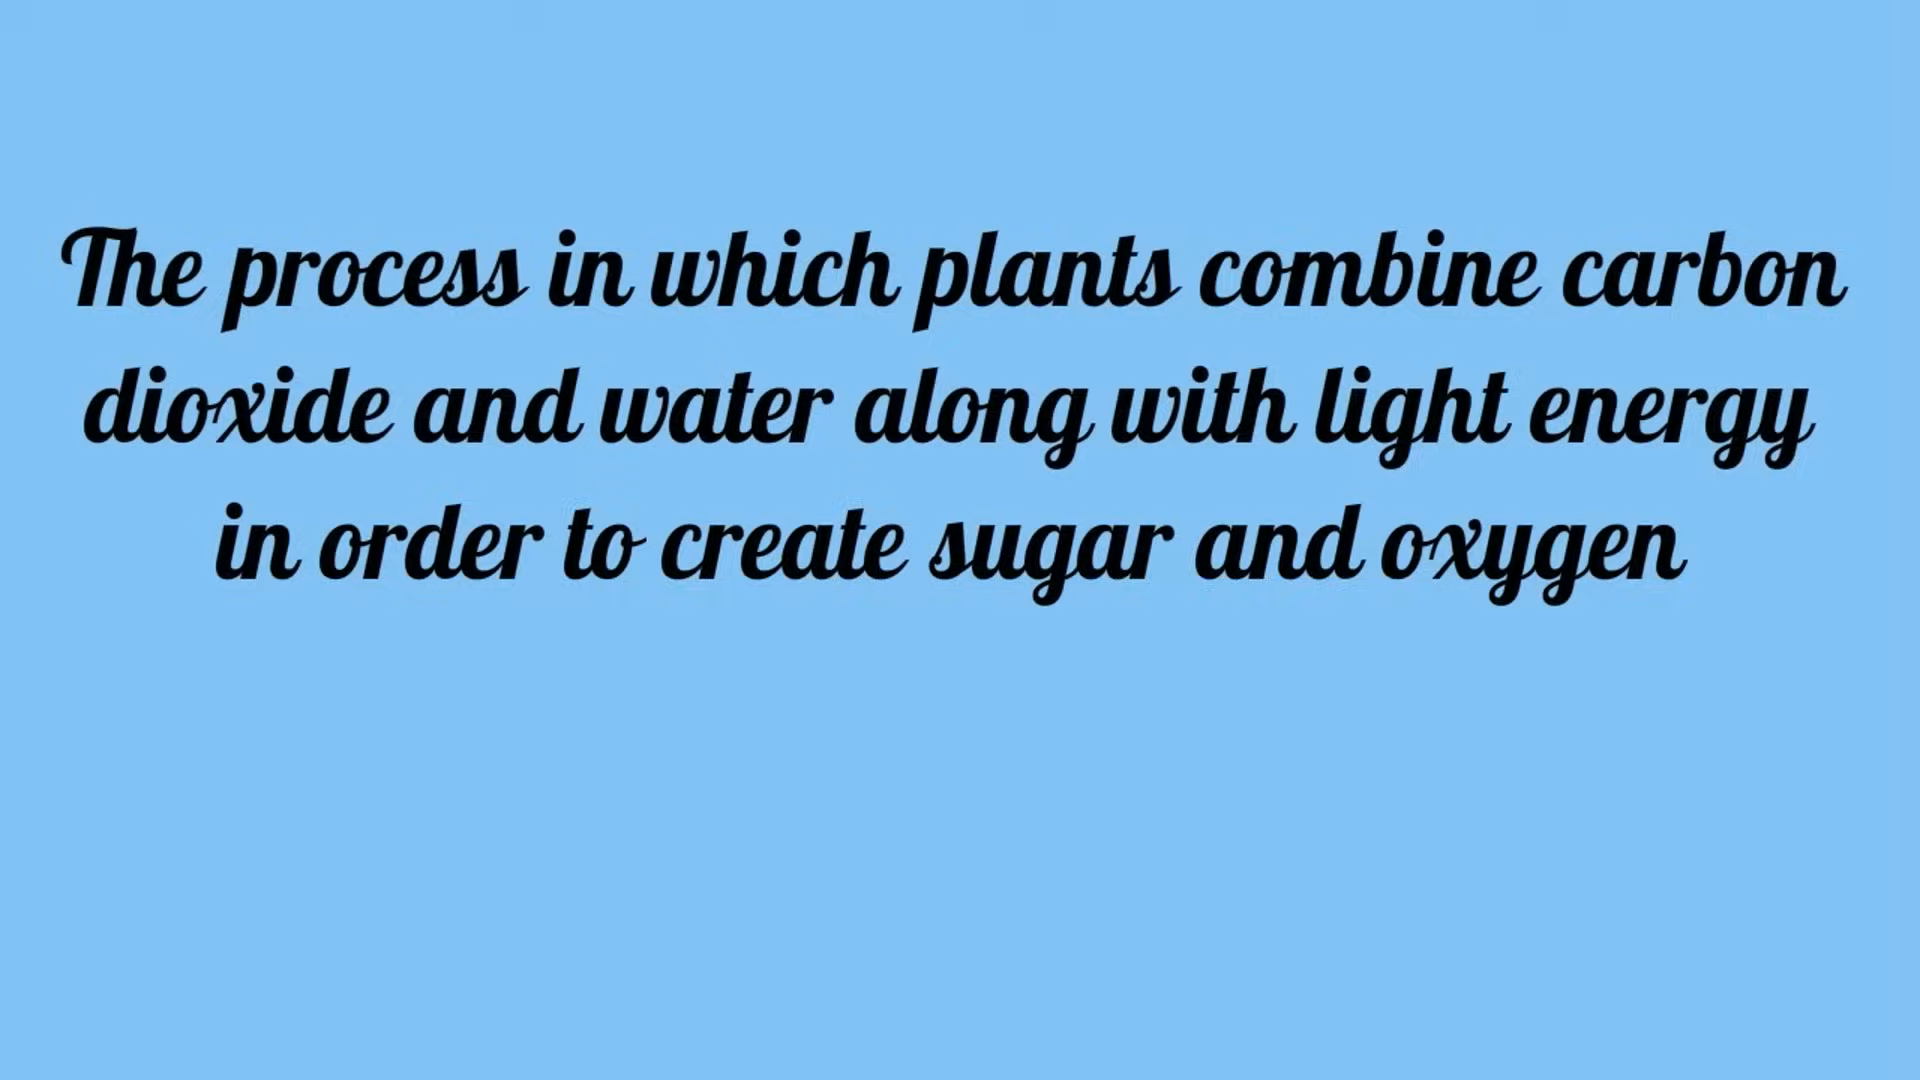 The process in which plants combine carbon
dioxide and water along with light energy
in order to create sugar and oxygen